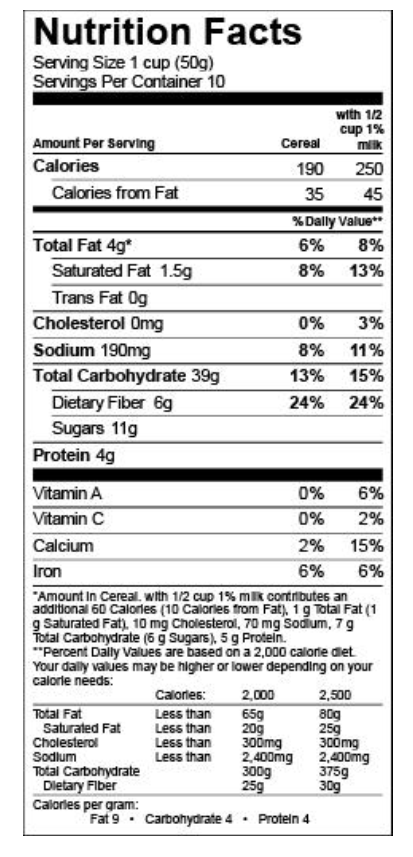 Nutrition Facts
Serving Size 1 cup (50g)
Servings Per Container 10
Amount Per Serving Cereal with 1/2 cup 1% milk
Calories 190 250
Calories from Fat 35 45
% Daily Value**
Total Fat 4g* 6% 8%
Saturated Fat 1.5g 8% 13%
Trans Fat 0g
Cholesterol 0mg 0% 3%
Sodium 190mg 8% 11%
Total Carbohydrate 39g 13% 15%
Dietary Fiber 6g 24% 24%
Sugars 11g
Protein 4g
Vitamin A 0% 6%
Vitamin C 0% 2%
Calcium 2% 15%
Iron 6% 6%
*Amount in Cereal. with 1/2 cup 1% milk contributes an
additional 60 Calories (10 Calories from Fat), 1 g Total Fat (1
g Saturated Fat), 10 mg Cholesterol, 70 mg Sodium, 7 g
Total Carbohydrate (6 g Sugars), 5 g Protein.
**Percent Daily Values are based on a 2,000 calorie diet.
Your daily values may be higher or lower depending on your
calorie needs:
Calories: 2,000 2,500
Total Fat Less than 65g 80g
Saturated Fat Less than 20g 25g
Cholesterol Less than 300mg 300mg
Sodium Less than 2,400mg 2,400mg
Total Carbohydrate 300g 375g
Dietary Fiber 25g 30g
Calories per gram:
Fat 9 • Carbohydrate 4 • Protein 4